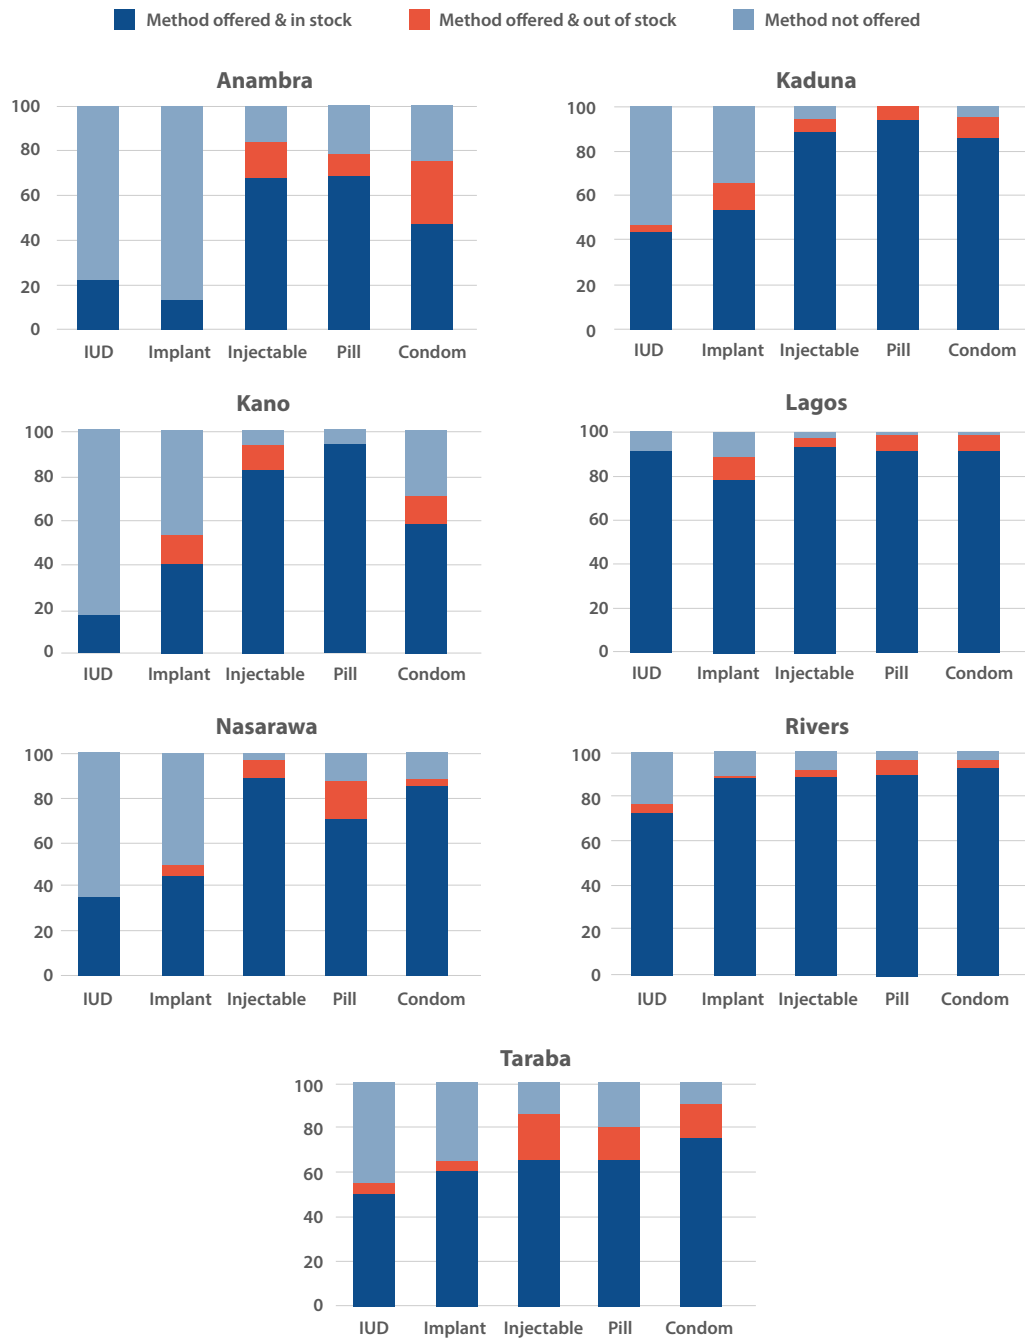 Method offered & in stock Method offered & out of stock Method not offered
Anambra
100
80
60
40
20
0
IUD Implant Injectable Pill Condom
Kaduna
100
80
60
40
20
0
IUD Implant Injectable Pill Condom
Kano
100
80
60
40
20
0
IUD Implant Injectable Pill Condom
Lagos
100
80
60
40
20
0
IUD Implant Injectable Pill Condom
Nasarawa
100
80
60
40
20
0
IUD Implant Injectable Pill Condom
Rivers
100
80
60
40
20
0
IUD Implant Injectable Pill Condom
Taraba
100
80
60
40
20
0
IUD Implant Injectable Pill Condom